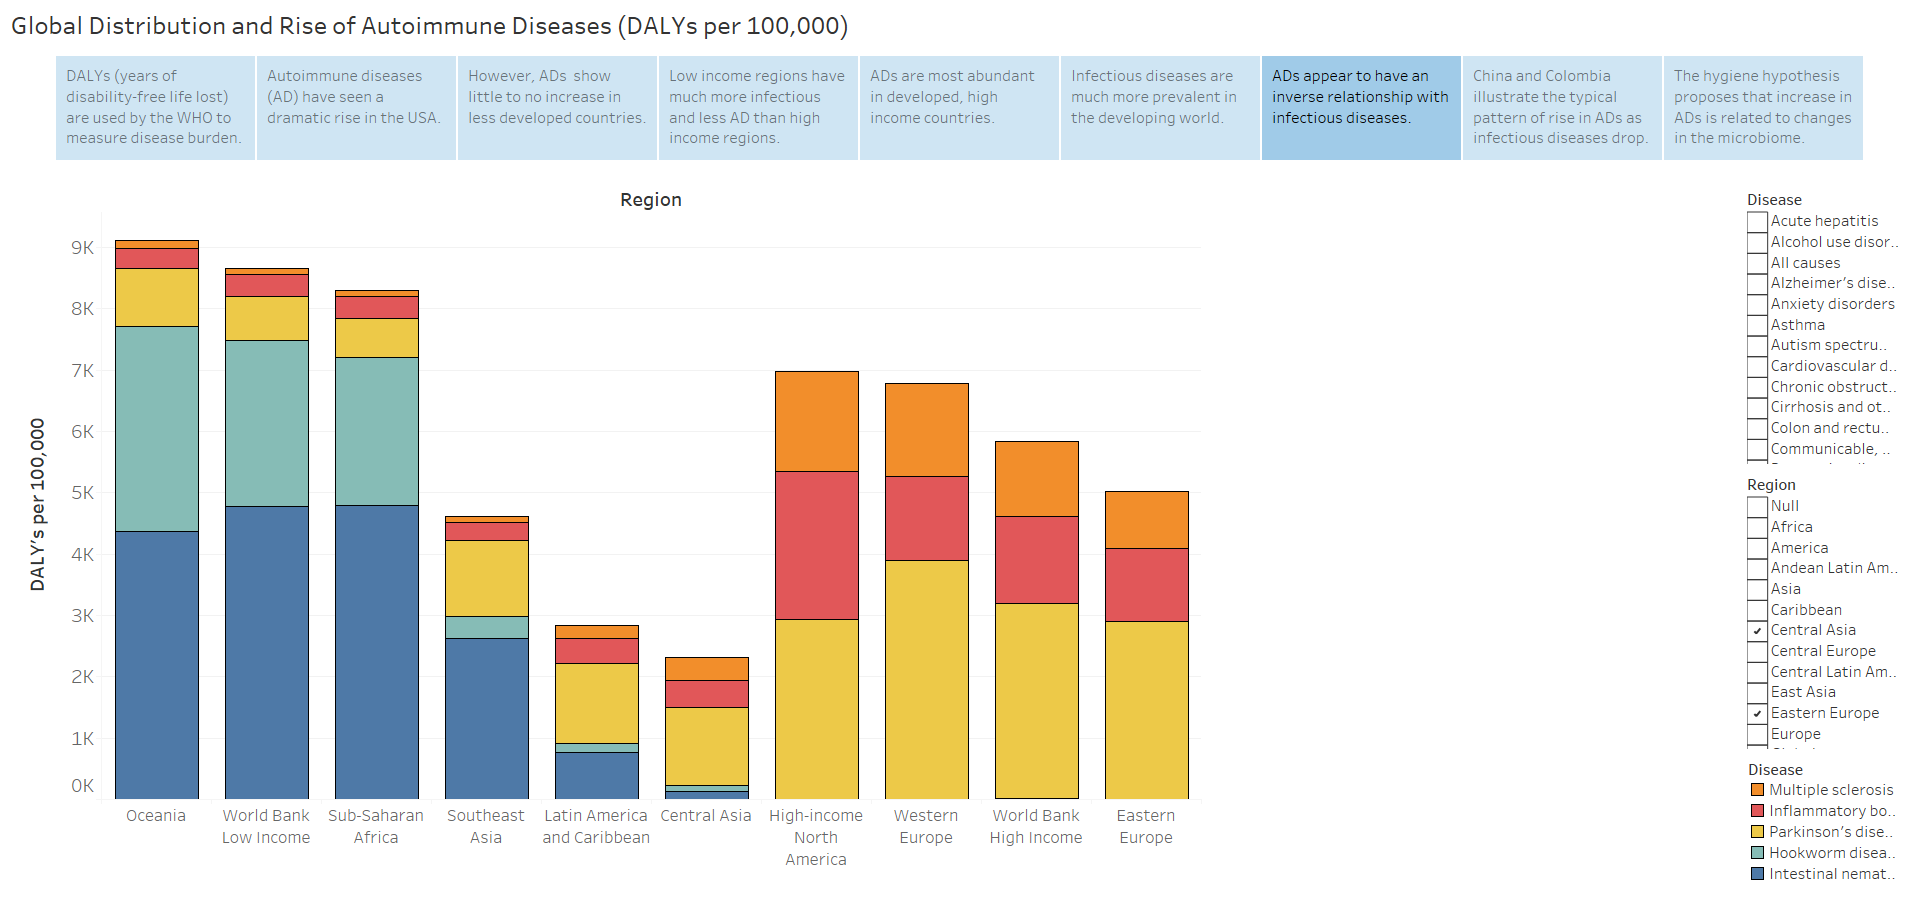 Global Distribution and Rise of Autoimmune Diseases (DALYs per 100,000)
DALYs (years of
disability-free life lost)
are used by the WHO to
measure disease burden.
Autoimmune diseases
(AD) have seen a
dramatic rise in the USA.
However, ADs show
little to no increase in
less developed countries.
Low income regions have
much more infectious
and less AD than high
income regions.
ADs are most abundant
in developed, high
income countries.
Infectious diseases are
much more prevalent in
the developing world.
ADs appear to have an
inverse relationship with
infectious diseases.
China and Colombia
illustrate the typical
pattern of rise in ADs as
infectious diseases drop.
The hygiene hypothesis
proposes that increase in
ADs is related to changes
in the microbiome.
Region
DALY's per 100,000
9K
8K
7K
6K
5K
4K
3K
2K
1K
0K
Oceania
World Bank
Low Income
Sub-Saharan
Africa
Southeast
Asia
Latin America
and Caribbean
Central Asia
High-income
North
America
Western
Europe
World Bank
High Income
Eastern
Europe
Disease
Acute hepatitis
Alcohol use disor..
All causes
Alzheimer's dise..
Anxiety disorders
Asthma
Autism spectru..
Cardiovascular d..
Chronic obstruct..
Cirrhosis and ot..
Colon and rectu..
Communicable, ..
Region
Null
Africa
America
Andean Latin Am..
Asia
Caribbean
Central Asia
Central Europe
Central Latin Am..
East Asia
Eastern Europe
Europe
Disease
Multiple sclerosis
Inflammatory bo..
Parkinson's dise..
Hookworm disea..
Intestinal nemat..